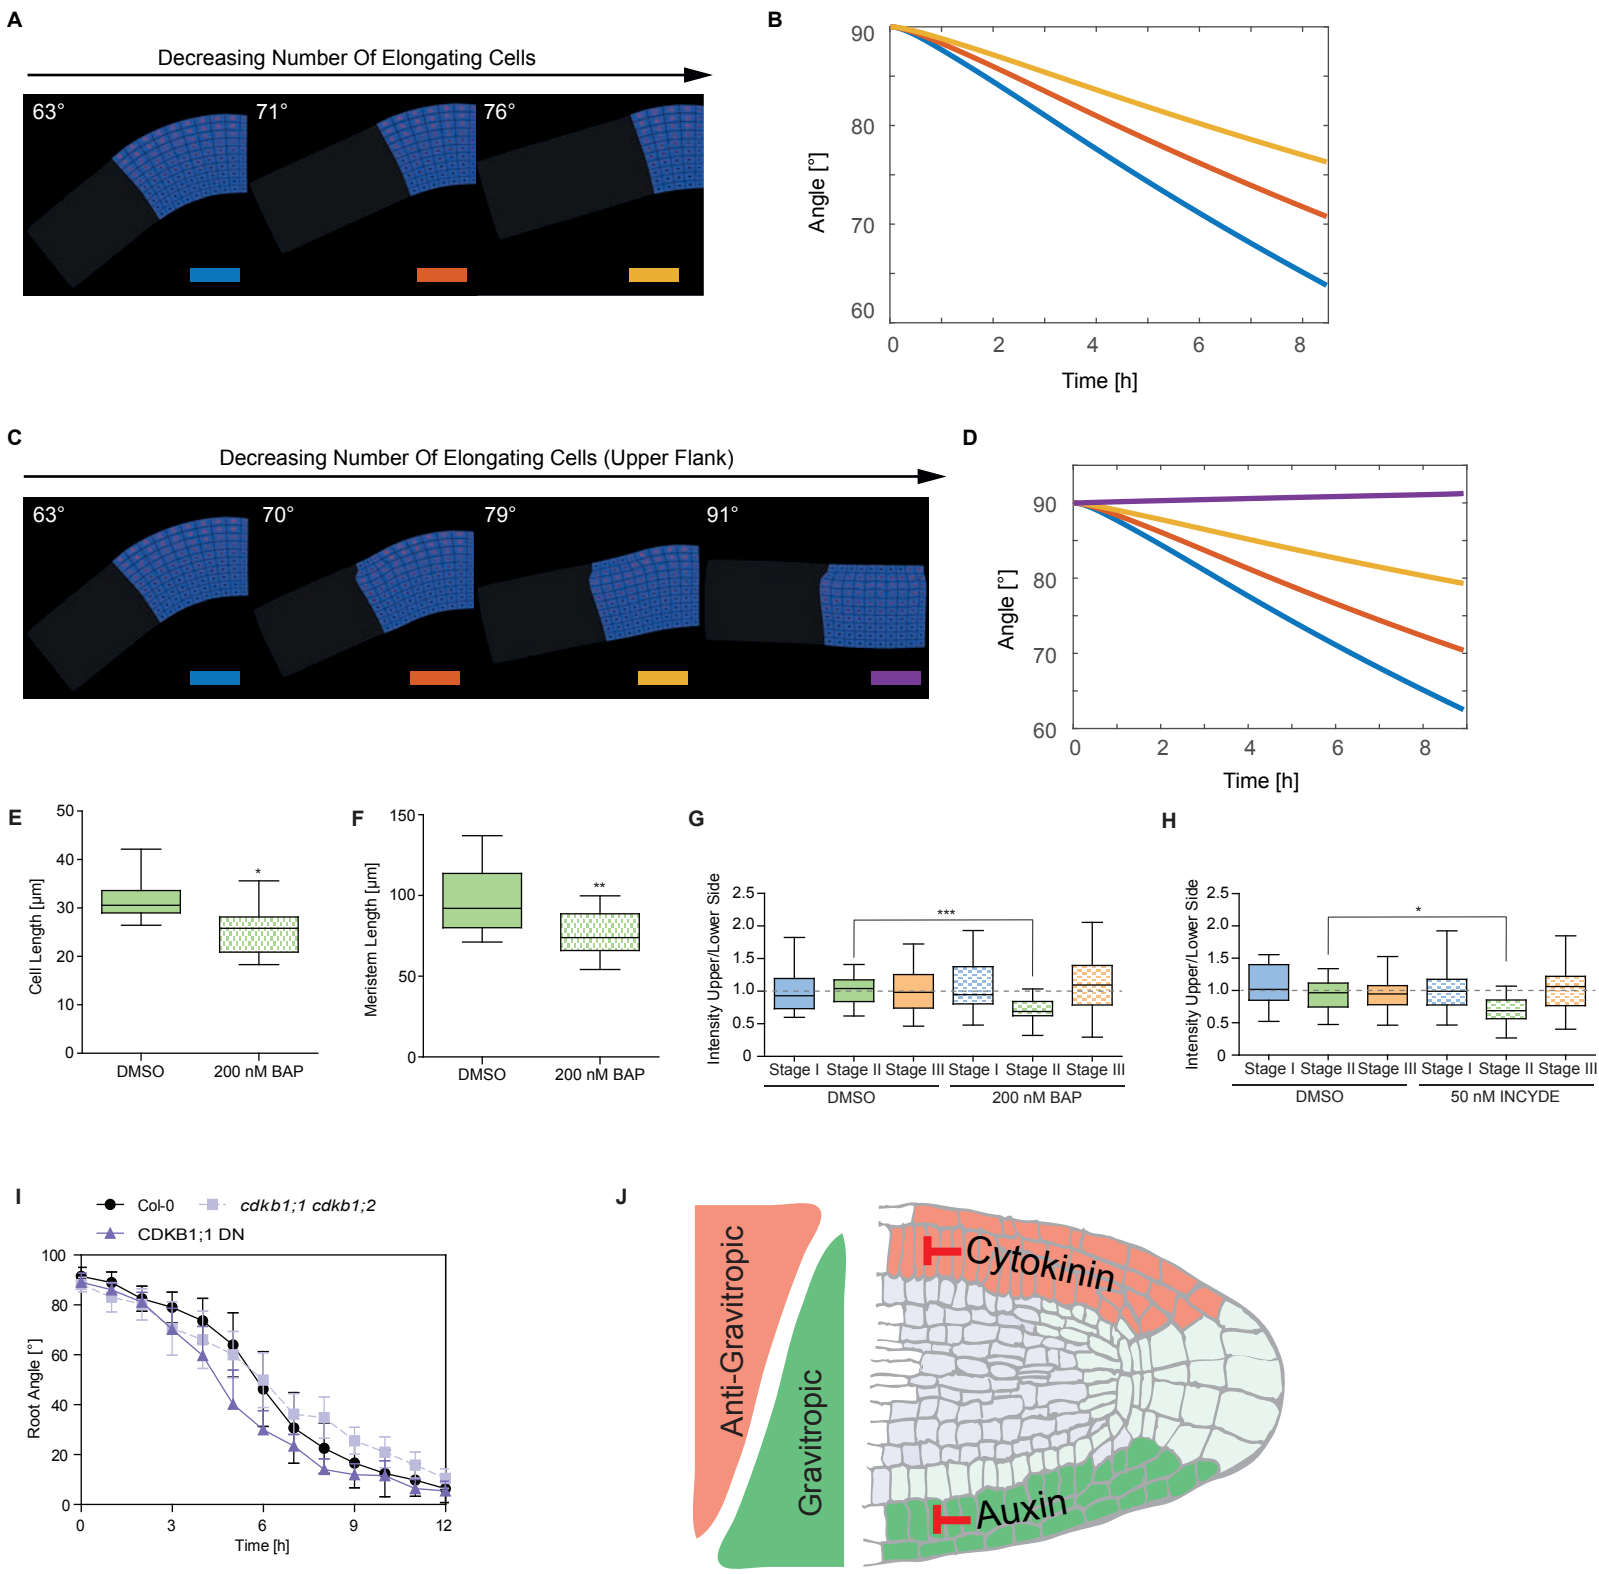 A
Decreasing Number Of Elongating Cells
63°
71°
76°
B
90
80
70
60
Angle [°]
0 2 4 6 8
Time [h]
C
Decreasing Number Of Elongating Cells (Upper Flank)
63°
70°
79°
91°
D
90
80
70
60
Angle [°]
0 2 4 6 8
Time [h]
E
50
40
30
20
10
0
Cell Length [µm]
*
DMSO
200 nM BAP
F
150
100
50
0
Meristem Length [µm]
**
DMSO
200 nM BAP
G
2.5
2.0
1.5
1.0
0.5
0
Intensity Upper/Lower Side
***
Stage I Stage II Stage III Stage I Stage II Stage III
DMSO
200 nM BAP
H
2.5
2.0
1.5
1.0
0.5
0
Intensity Upper/Lower Side
*
Stage I Stage II Stage III Stage I Stage II Stage III
DMSO
50 nM INCYDE
I
Col-0
cdkb1;1 cdkb1;2
CDKB1;1 DN
100
80
60
40
20
0
Root Angle [°]
0 3 6 9 12
Time [h]
J
Anti-Gravitropic
Gravitropic
Cytokinin
Auxin